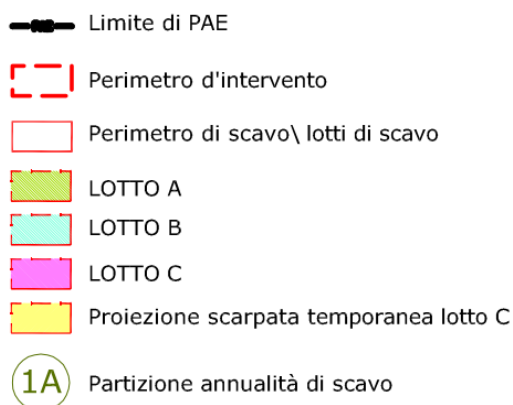 Limite di PAE
Perimetro d'intervento
Perimetro di scavo\ lotti di scavo
LOTTO A
LOTTO B
LOTTO C
Proiezione scarpata temporanea lotto C
1A Partizione annualità di scavo